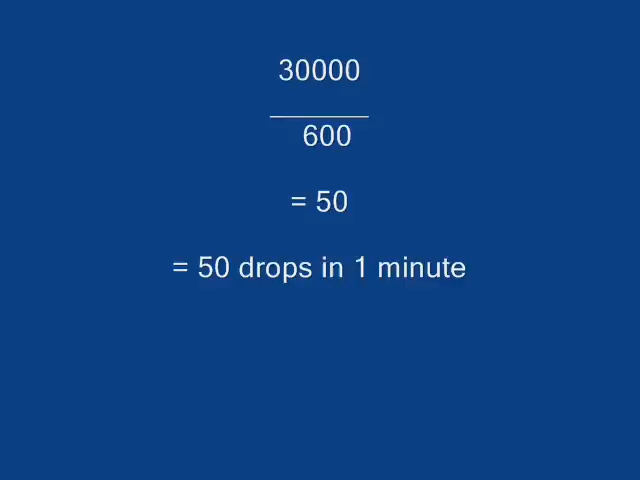 30000
600
= 50
= 50 drops in 1 minute